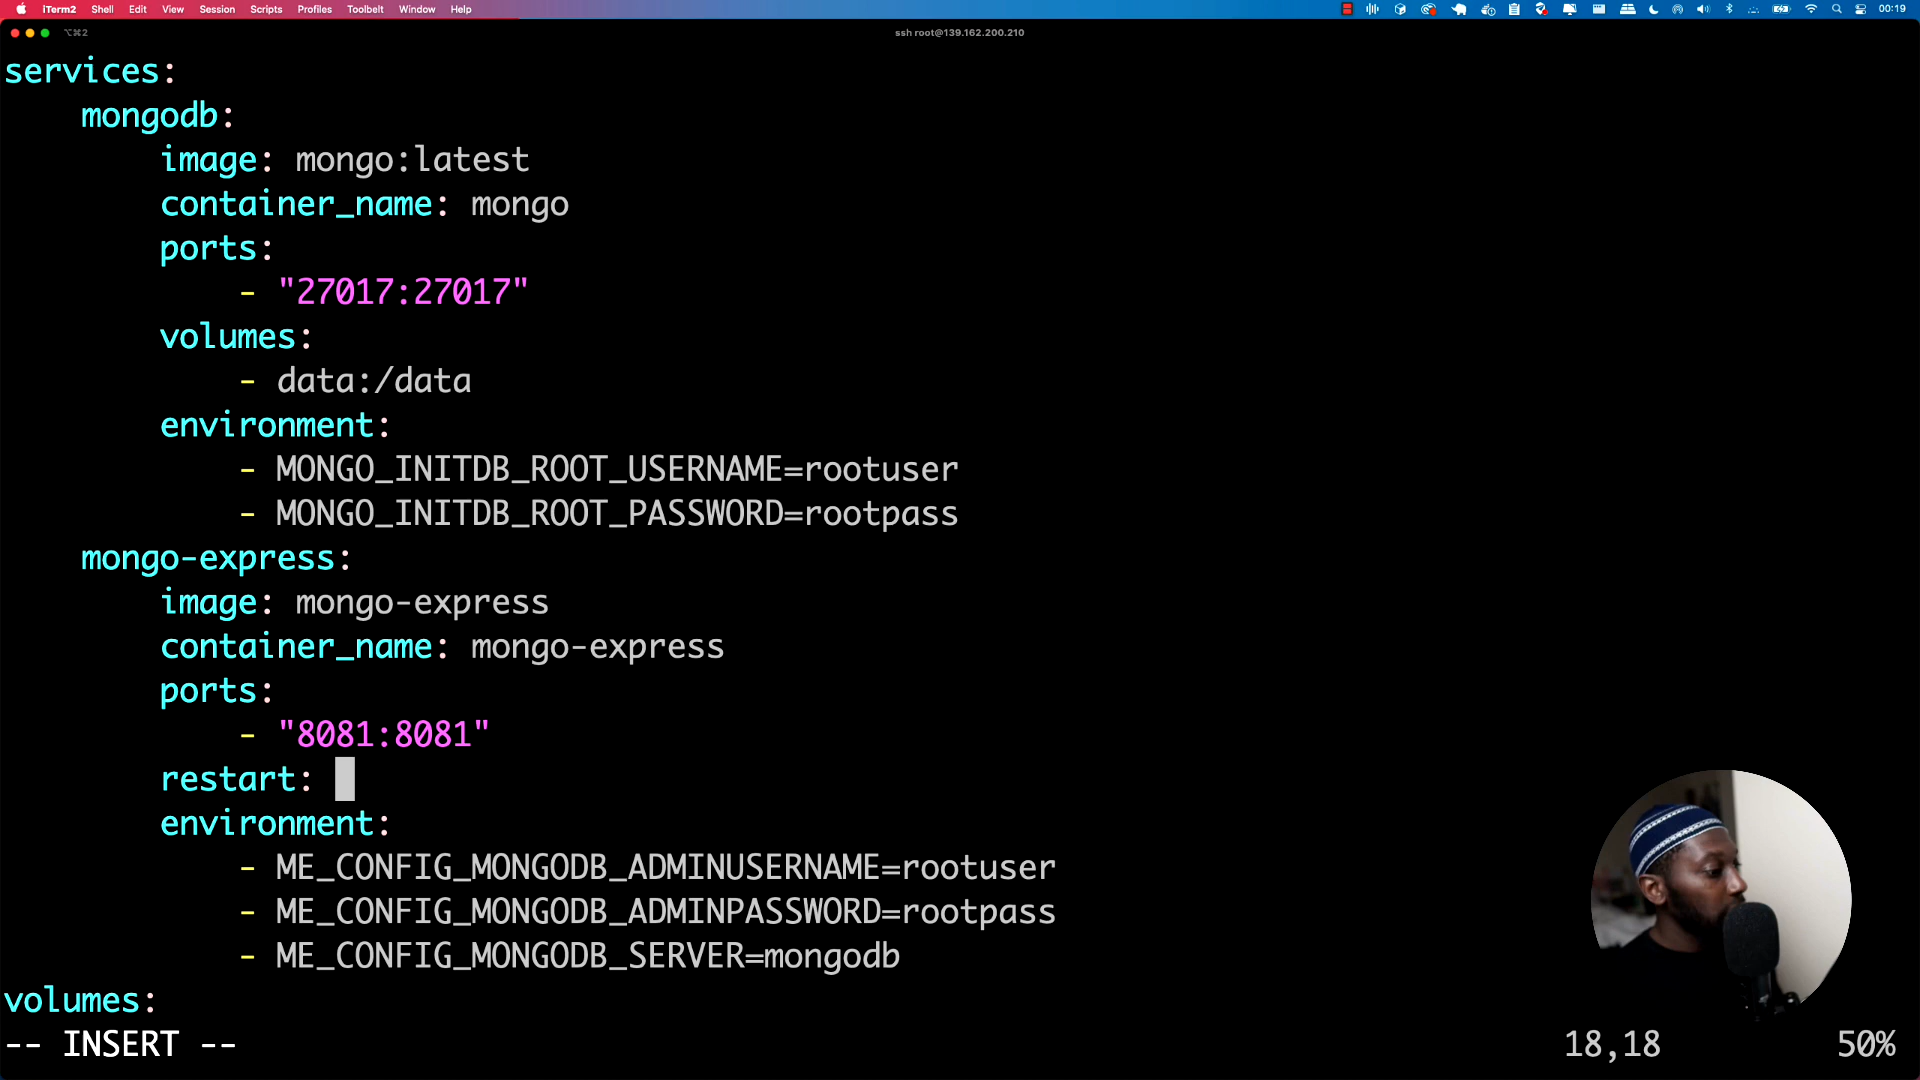 iTerm2 Shell Edit View Session Scripts Profiles Toolbelt Window Help 00:19
⌥⌘2 ssh root@139.162.200.210
services:
mongodb:
image: mongo:latest
container_name: mongo
ports:
- "27017:27017"
volumes:
- data:/data
environment:
- MONGO_INITDB_ROOT_USERNAME=rootuser
- MONGO_INITDB_ROOT_PASSWORD=rootpass
mongo-express:
image: mongo-express
container_name: mongo-express
ports:
- "8081:8081"
restart:
environment:
- ME_CONFIG_MONGODB_ADMINUSERNAME=rootuser
- ME_CONFIG_MONGODB_ADMINPASSWORD=rootpass
- ME_CONFIG_MONGODB_SERVER=mongodb
volumes:
-- INSERT -- 18,18 50%